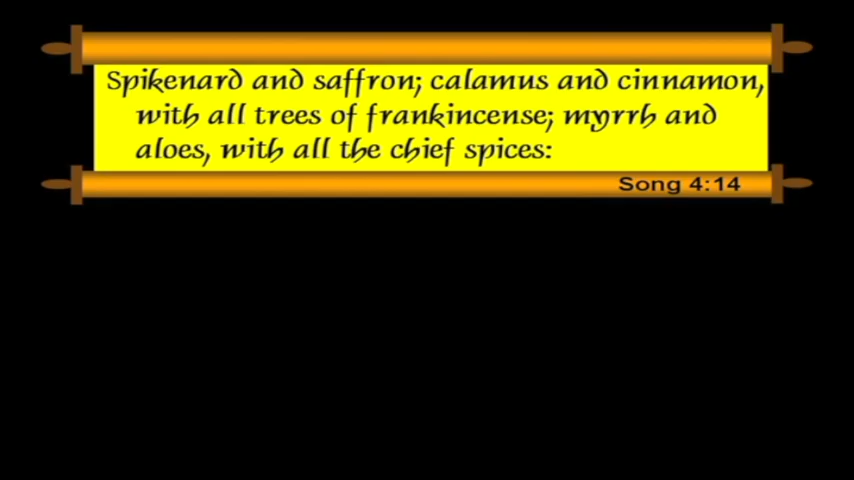 Spikenard and saffron; calamus and cinnamon,
with all trees of frankincense; myrrh and
aloes, with all the chief spices:
Song 4:14